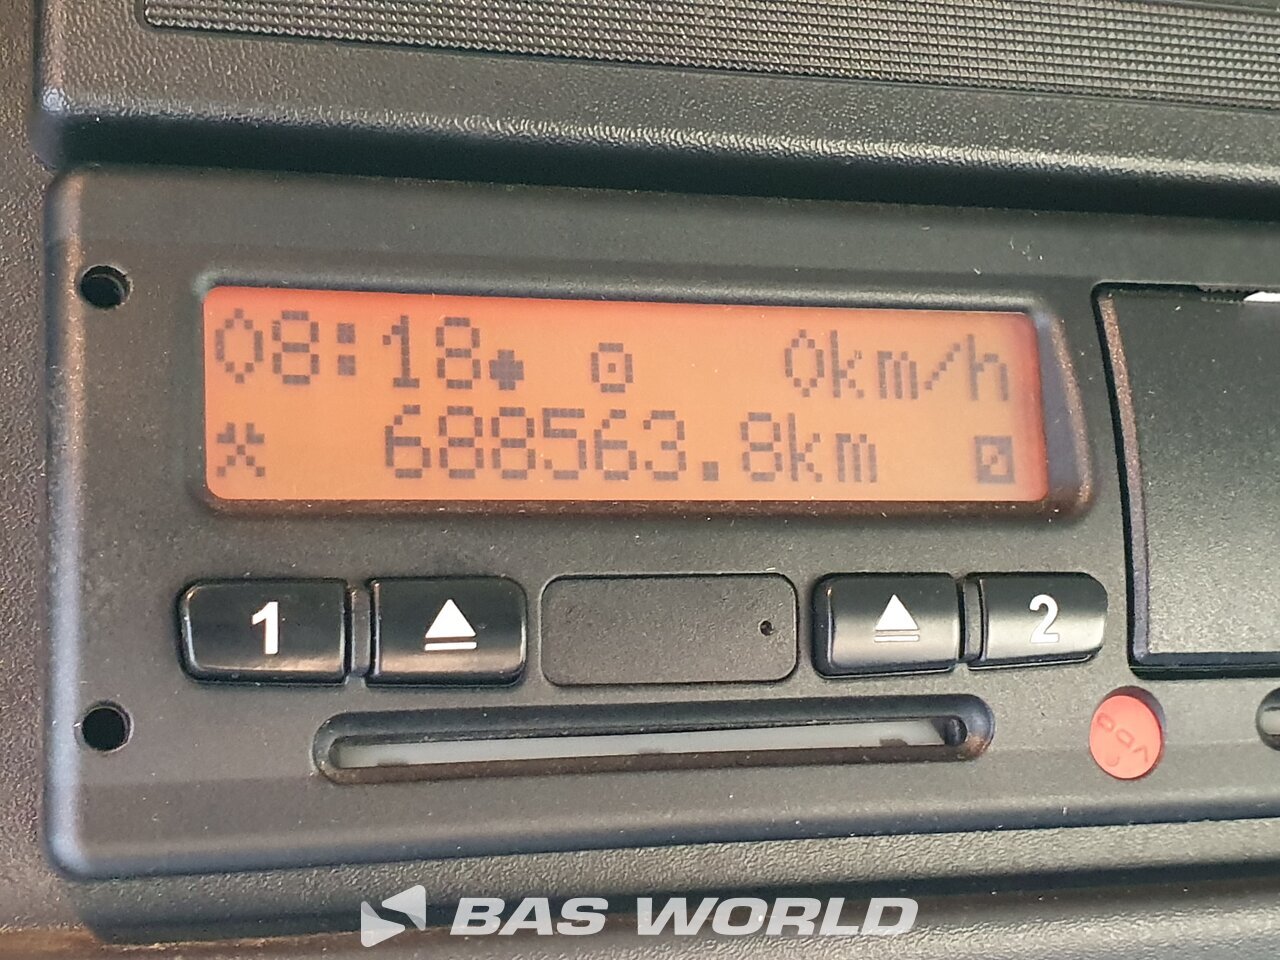 08:18 0km/h
688563.8km
1 2
VDO
BAS WORLD